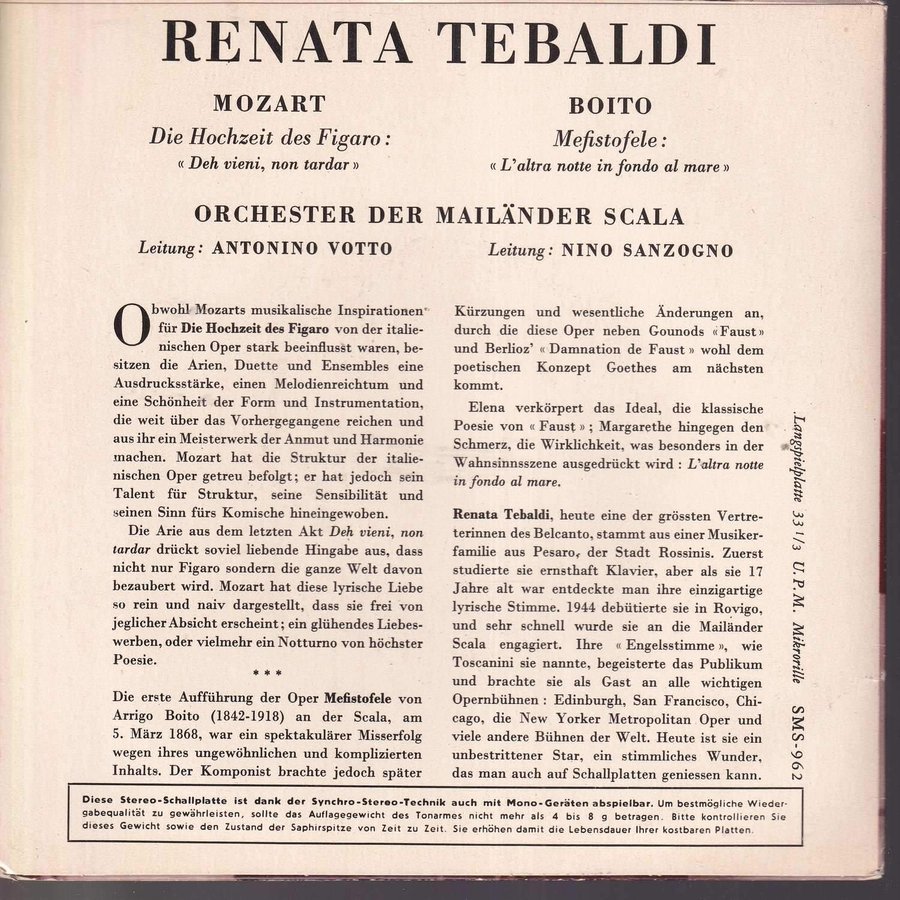 RENATA TEBALDI
MOZART
Die Hochzeit des Figaro :
« Deh vieni, non tardar »
BOITO
Mefistofele :
« L'altra notte in fondo al mare »
ORCHESTER DER MAILÄNDER SCALA
Leitung : ANTONINO VOTTO
Leitung : NINO SANZOGNO
Obwohl Mozarts musikalische Inspirationen
für Die Hochzeit des Figaro von der italie-
nischen Oper stark beeinflusst waren, be-
sitzen die Arien, Duette und Ensembles eine
Ausdrucksstärke, einen Melodienreichtum und
eine Schönheit der Form und Instrumentation,
die weit über das Vorhergegangene reichen und
aus ihr ein Meisterwerk der Anmut und Harmonie
machen. Mozart hat die Struktur der italie-
nischen Oper getreu befolgt ; er hat jedoch sein
Talent für Struktur, seine Sensibilität und
seinen Sinn fürs Komische hineingewoben.
Die Arie aus dem letzten Akt Deh vieni, non
tardar drückt soviel liebende Hingabe aus, dass
nicht nur Figaro sondern die ganze Welt davon
bezaubert wird. Mozart hat diese lyrische Liebe
so rein und naiv dargestellt, dass sie frei von
jeglicher Absicht erscheint ; ein glühendes Liebes-
werben, oder vielmehr ein Notturno von höchster
Poesie.
* * *
Die erste Aufführung der Oper Mefistofele von
Arrigo Boito (1842-1918) an der Scala, am
5. März 1868, war ein spektakulärer Misserfolg
wegen ihres ungewöhnlichen und komplizierten
Inhalts. Der Komponist brachte jedoch später
Kürzungen und wesentliche Änderungen an,
durch die diese Oper neben Gounods « Faust »
und Berlioz' « Damnation de Faust » wohl dem
poetischen Konzept Goethes am nächsten
kommt.
Elena verkörpert das Ideal, die klassische
Poesie von « Faust » ; Margarethe hingegen den
Schmerz, die Wirklichkeit, was besonders in der
Wahnsinnsszene ausgedrückt wird : L'altra notte
in fondo al mare.
Renata Tebaldi, heute eine der grössten Vertre-
terinnen des Belcanto, stammt aus einer Musiker-
familie aus Pesaro, der Stadt Rossinis. Zuerst
studierte sie ernsthaft Klavier, aber als sie 17
Jahre alt war entdeckte man ihre einzigartige
lyrische Stimme. 1944 debütierte sie in Rovigo,
und sehr schnell wurde sie an die Mailänder
Scala engagiert. Ihre « Engelsstimme », wie
Toscanini sie nannte, begeisterte das Publikum
und brachte sie als Gast an alle wichtigen
Opernbühnen : Edinburgh, San Francisco, Chi-
cago, die New Yorker Metropolitan Oper und
viele andere Bühnen der Welt. Heute ist sie ein
unbestrittener Star, ein stimmliches Wunder,
das man auch auf Schallplatten geniessen kann.
Langspielplatte 33 1/3 U.P.M. Mikrorille SMS-962
Diese Stereo-Schallplatte ist dank der Synchro-Stereo-Technik auch mit Mono-Geräten abspielbar. Um bestmögliche Wieder-
gabequalität zu gewährleisten, sollte das Auflagegewicht des Tonarmes nicht mehr als 4 bis 8 g betragen. Bitte kontrollieren Sie
dieses Gewicht sowie den Zustand der Saphirspitze von Zeit zu Zeit. Sie erhöhen damit die Lebensdauer Ihrer kostbaren Platten.